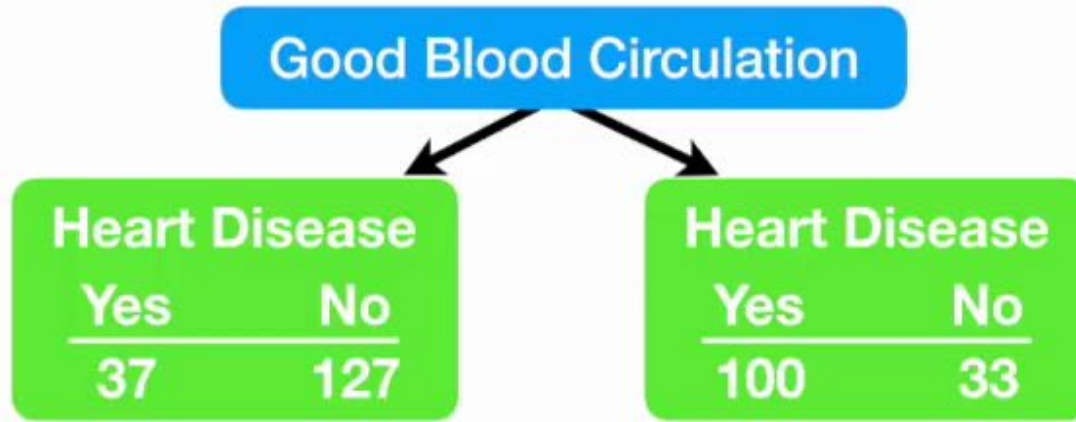 Good Blood Circulation
Heart Disease
Yes No
37 127
Heart Disease
Yes No
100 33